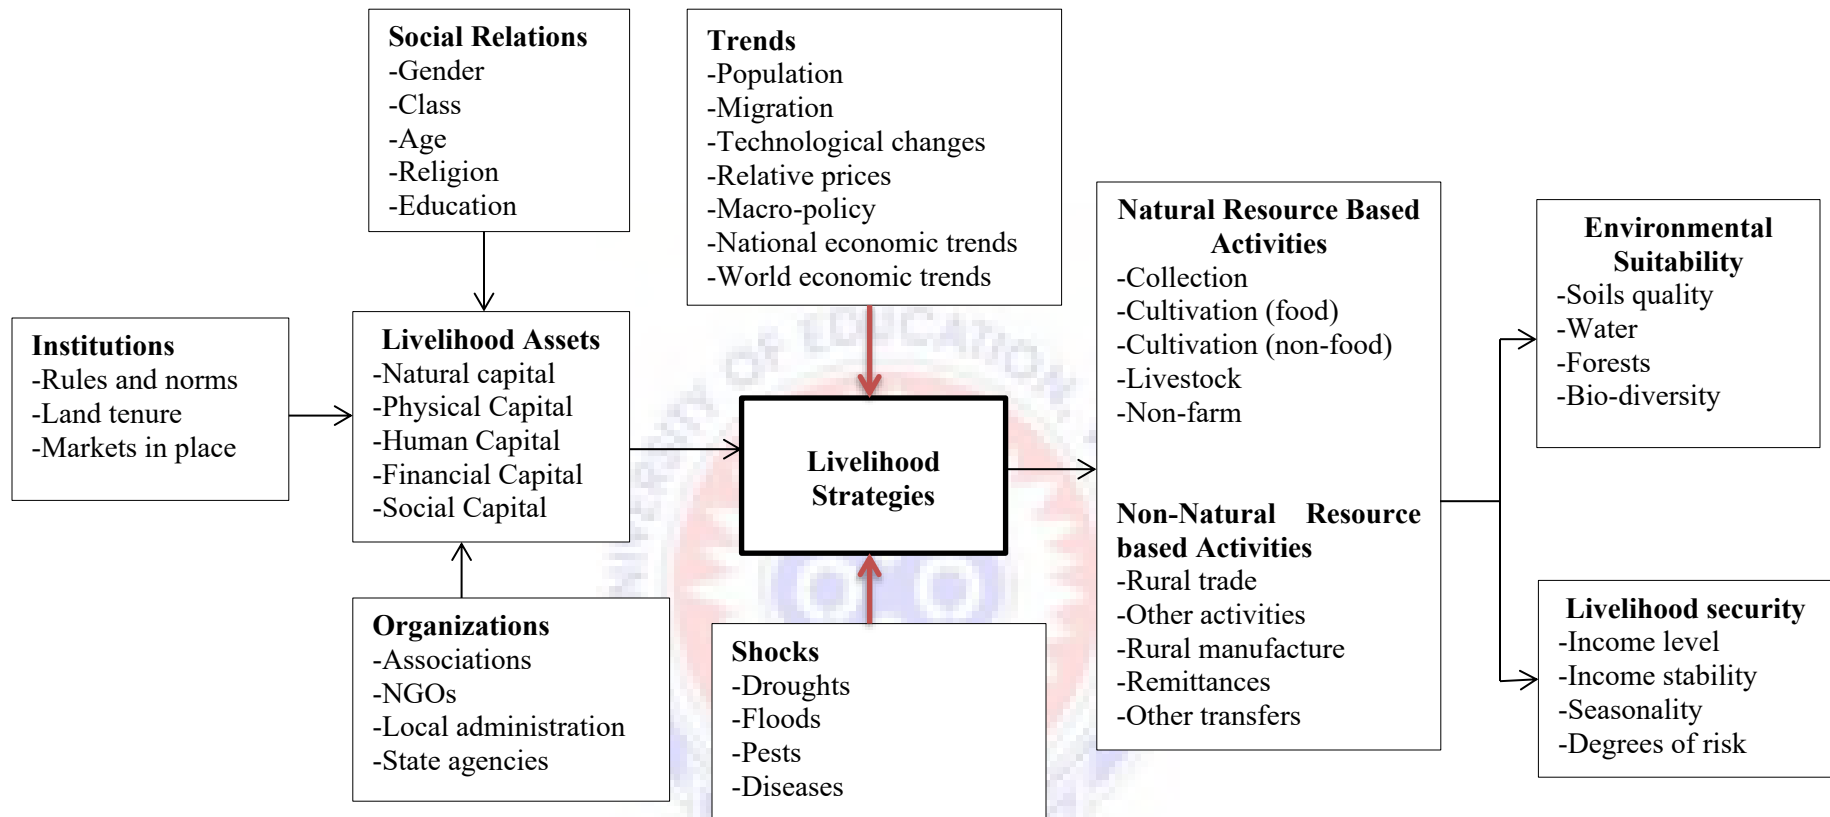 Social Relations
-Gender
-Class
-Age
-Religion
-Education
Trends
-Population
-Migration
-Technological changes
-Relative prices
-Macro-policy
-National economic trends
-World economic trends
Institutions
-Rules and norms
-Land tenure
-Markets in place
Livelihood Assets
-Natural capital
-Physical Capital
-Human Capital
-Financial Capital
-Social Capital
Organizations
-Associations
-NGOs
-Local administration
-State agencies
Livelihood
Strategies
Shocks
-Droughts
-Floods
-Pests
-Diseases
Natural Resource Based
Activities
-Collection
-Cultivation (food)
-Cultivation (non-food)
-Livestock
-Non-farm
Non-Natural Resource
based Activities
-Rural trade
-Other activities
-Rural manufacture
-Remittances
-Other transfers
Environmental
Suitability
-Soils quality
-Water
-Forests
-Bio-diversity
Livelihood security
-Income level
-Income stability
-Seasonality
-Degrees of risk
OF EDUCATION,